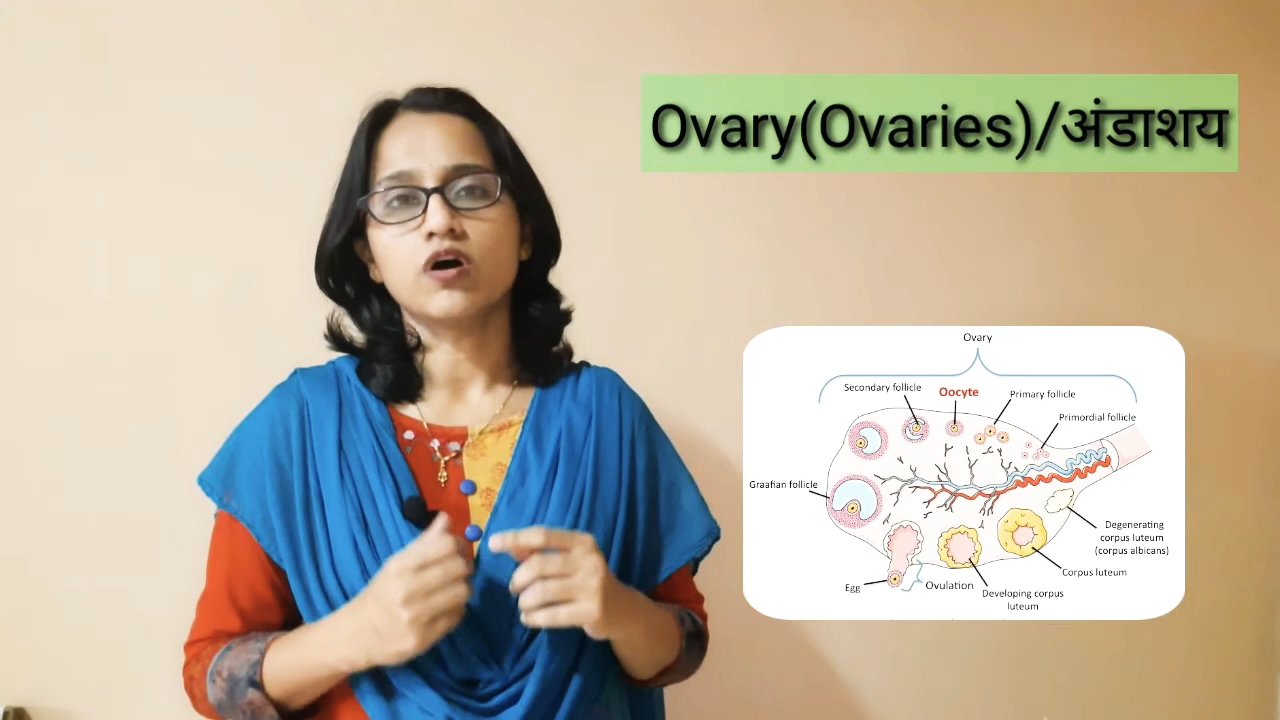 Ovary(Ovaries)/अंडाशय
Ovary
Secondary follicle
Oocyte
Primary follicle
Primordial follicle
Graafian follicle
Degenerating
corpus luteum
(corpus albicans)
Corpus luteum
Egg
Ovulation
Developing corpus
luteum